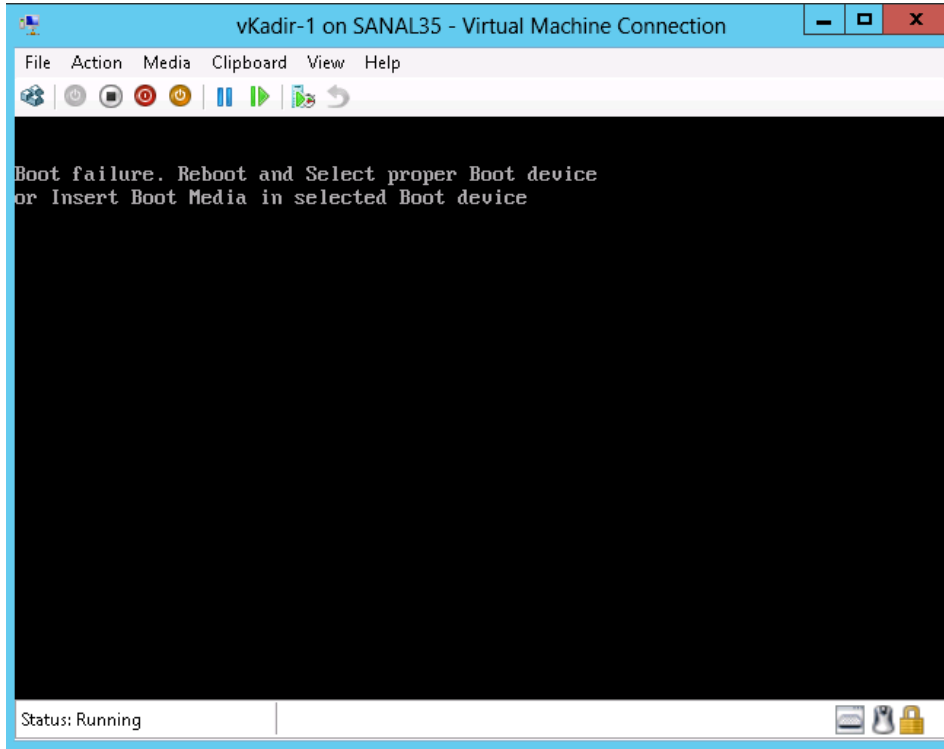 vKadir-1 on SANAL35 - Virtual Machine Connection
File Action Media Clipboard View Help
Boot failure. Reboot and Select proper Boot device
or Insert Boot Media in selected Boot device
Status: Running